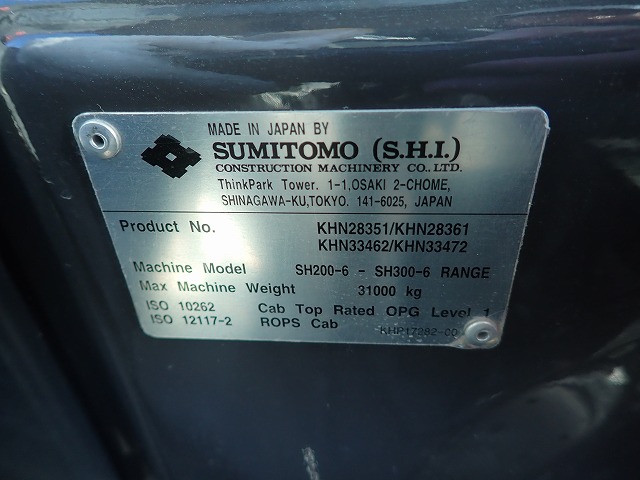 MADE IN JAPAN BY
SUMITOMO (S.H.I.)
CONSTRUCTION MACHINERY CO., LTD.
ThinkPark Tower. 1-1,OSAKI 2-CHOME,
SHINAGAWA-KU,TOKYO. 141-6025, JAPAN
Product No. KHN28351/KHN28361
KHN33462/KHN33472
Machine Model SH200-6 - SH300-6 RANGE
Max Machine Weight 31000 kg
ISO 10262 Cab Top Rated OPG Level 1
ISO 12117-2 ROPS Cab
KHP17282-00